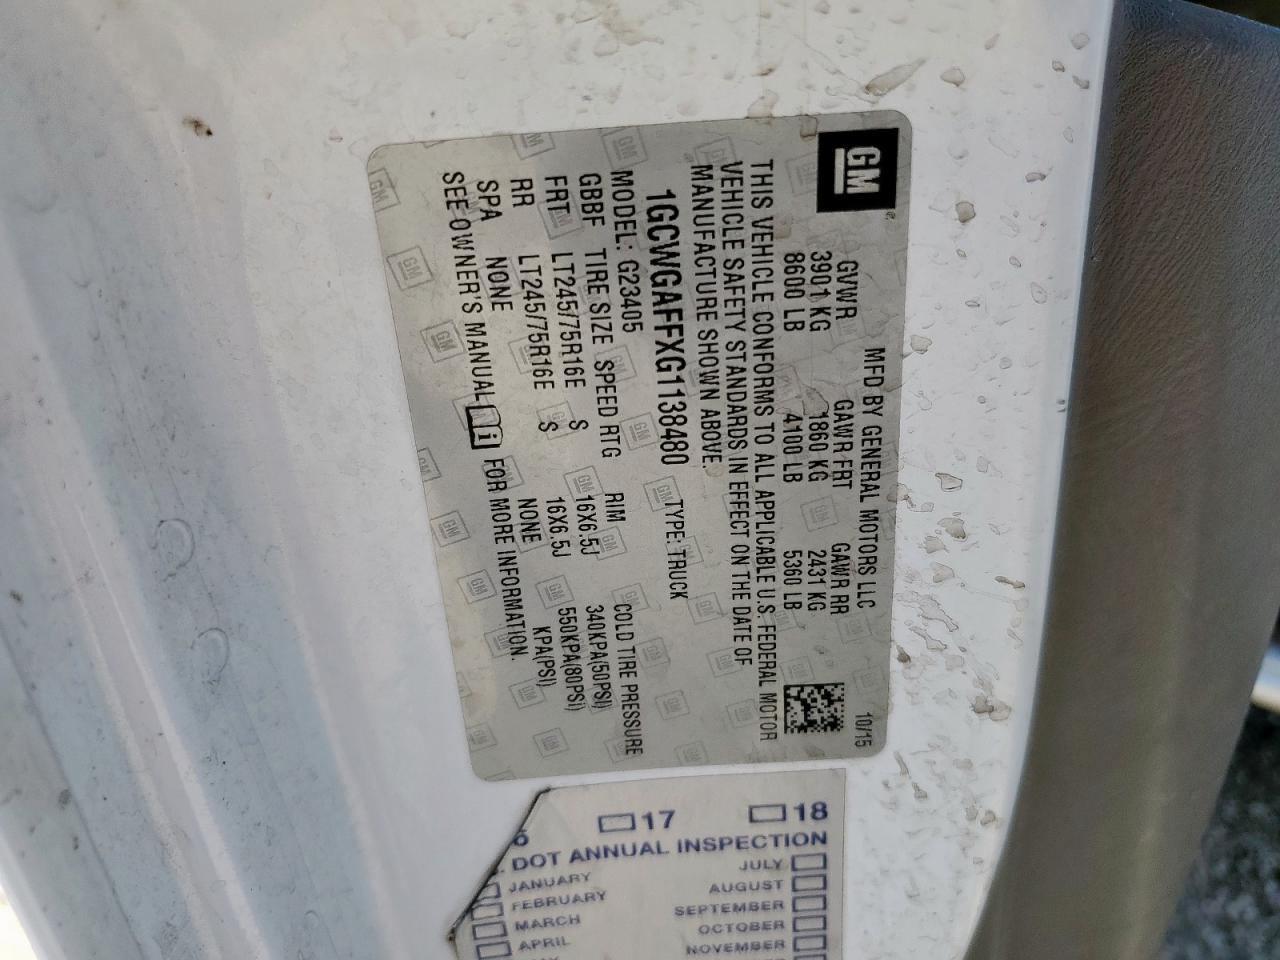 GM
MFD BY GENERAL MOTORS LLC 10/15
GVWR GAWR FRT GAWR RR
3901 KG 1860 KG 2431 KG
8600 LB 4100 LB 5360 LB
THIS VEHICLE CONFORMS TO ALL APPLICABLE U.S. FEDERAL MOTOR
VEHICLE SAFETY STANDARDS IN EFFECT ON THE DATE OF
MANUFACTURE SHOWN ABOVE.
1GCWGAFFXG1138480 TYPE: TRUCK
MODEL: G23405
GBBF TIRE SIZE SPEED RTG RIM COLD TIRE PRESSURE
FRT LT245/75R16E S 16X6.5J 340KPA(50PSI)
RR LT245/75R16E S 16X6.5J 550KPA(80PSI)
SPA NONE NONE KPA(PSI)
SEE OWNER'S MANUAL FOR MORE INFORMATION.
6 17 18
DOT ANNUAL INSPECTION
JANUARY JULY
FEBRUARY AUGUST
MARCH SEPTEMBER
APRIL OCTOBER
NOVEMBER